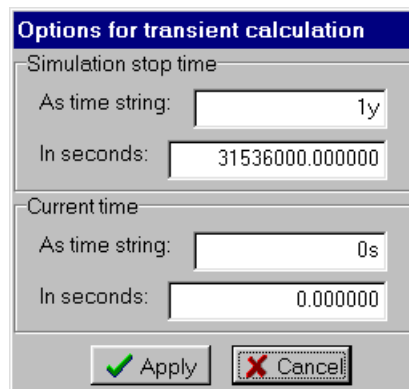 Options for transient calculation
Simulation stop time
As time string: 1y
In seconds: 31536000.000000
Current time
As time string: 0s
In seconds: 0.000000
Apply Cancel